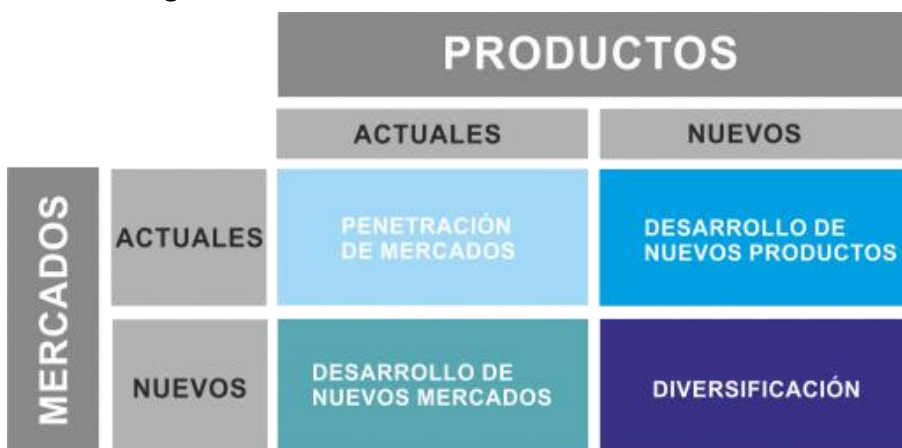 PRODUCTOS
ACTUALES
NUEVOS
MERCADOS
ACTUALES
PENETRACIÓN
DE MERCADOS
DESARROLLO DE
NUEVOS PRODUCTOS
NUEVOS
DESARROLLO DE
NUEVOS MERCADOS
DIVERSIFICACIÓN